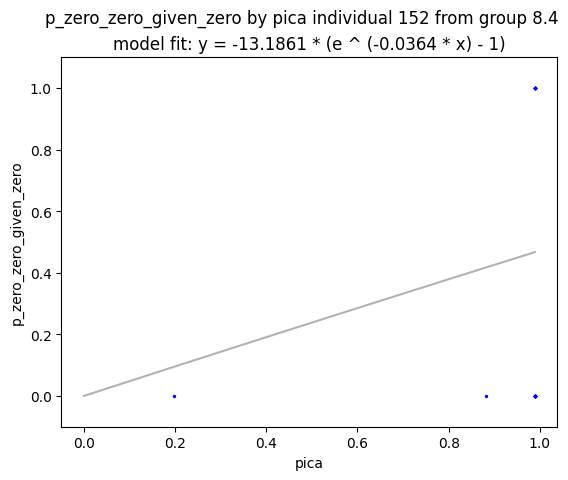 p_zero_zero_given_zero by pica individual 152 from group 8.4
model fit: y = -13.1861 * (e ^ (-0.0364 * x) - 1)
1.0
0.8
0.6
0.4
0.2
0.0
p_zero_zero_given_zero
0.0 0.2 0.4 0.6 0.8 1.0
pica